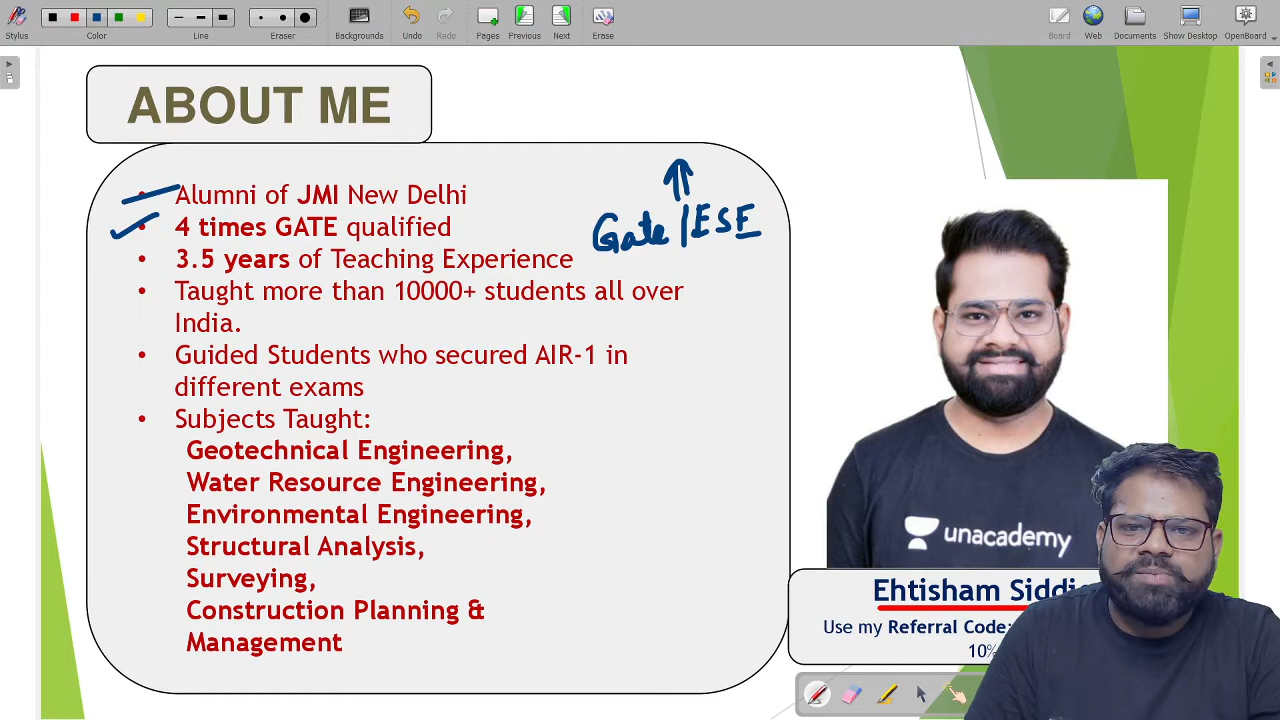 Stylus Color Line Eraser Backgrounds Undo Redo Pages Previous Next Erase Board Web Documents Show Desktop OpenBoard
ABOUT ME
• Alumni of JMI New Delhi
• 4 times GATE qualified
• 3.5 years of Teaching Experience
• Taught more than 10000+ students all over
India.
• Guided Students who secured AIR-1 in
different exams
• Subjects Taught:
Geotechnical Engineering,
Water Resource Engineering,
Environmental Engineering,
Structural Analysis,
Surveying,
Construction Planning &
Management
Gate | ESE
unacademy
Ehtisham
Use my Referral Code:
10%